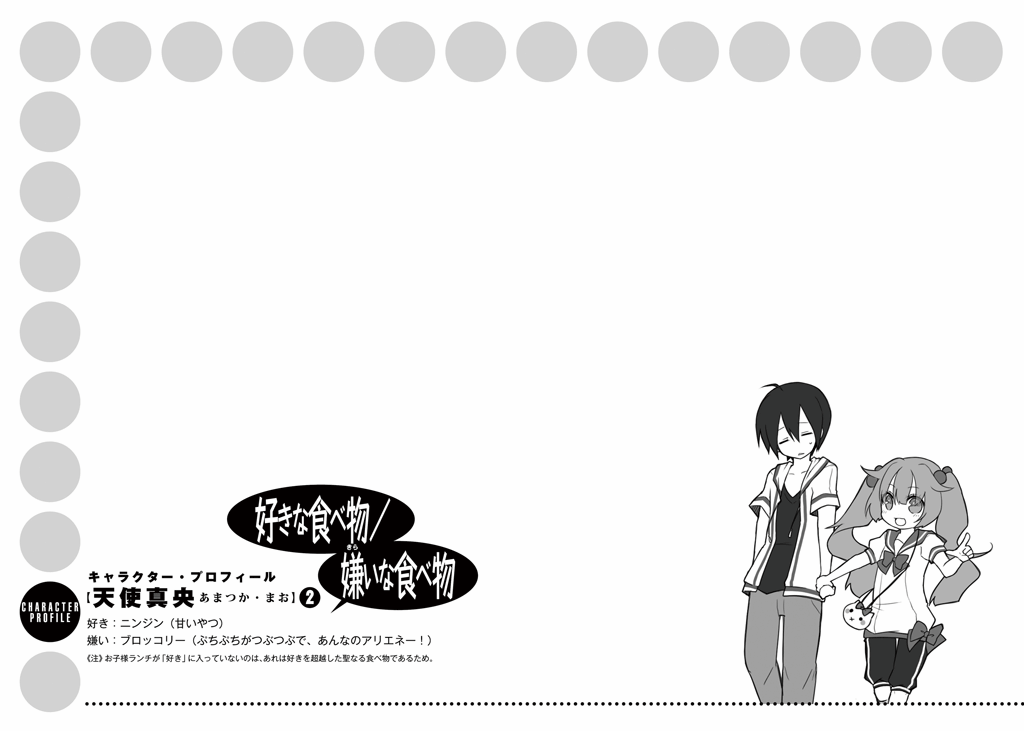 好きな食べ物/
きら
嫌いな食べ物
キャラクター・プロフィール
【天使真央 あまつか・まお】❷
CHARACTER
PROFILE
好き：ニンジン（甘いやつ）
嫌い：ブロッコリー（ぷちぷちがつぶつぶで、あんなのアリエネー！）
《注》お子様ランチが「好き」に入っていないのは、あれは好きを超越した聖なる食べ物であるため。